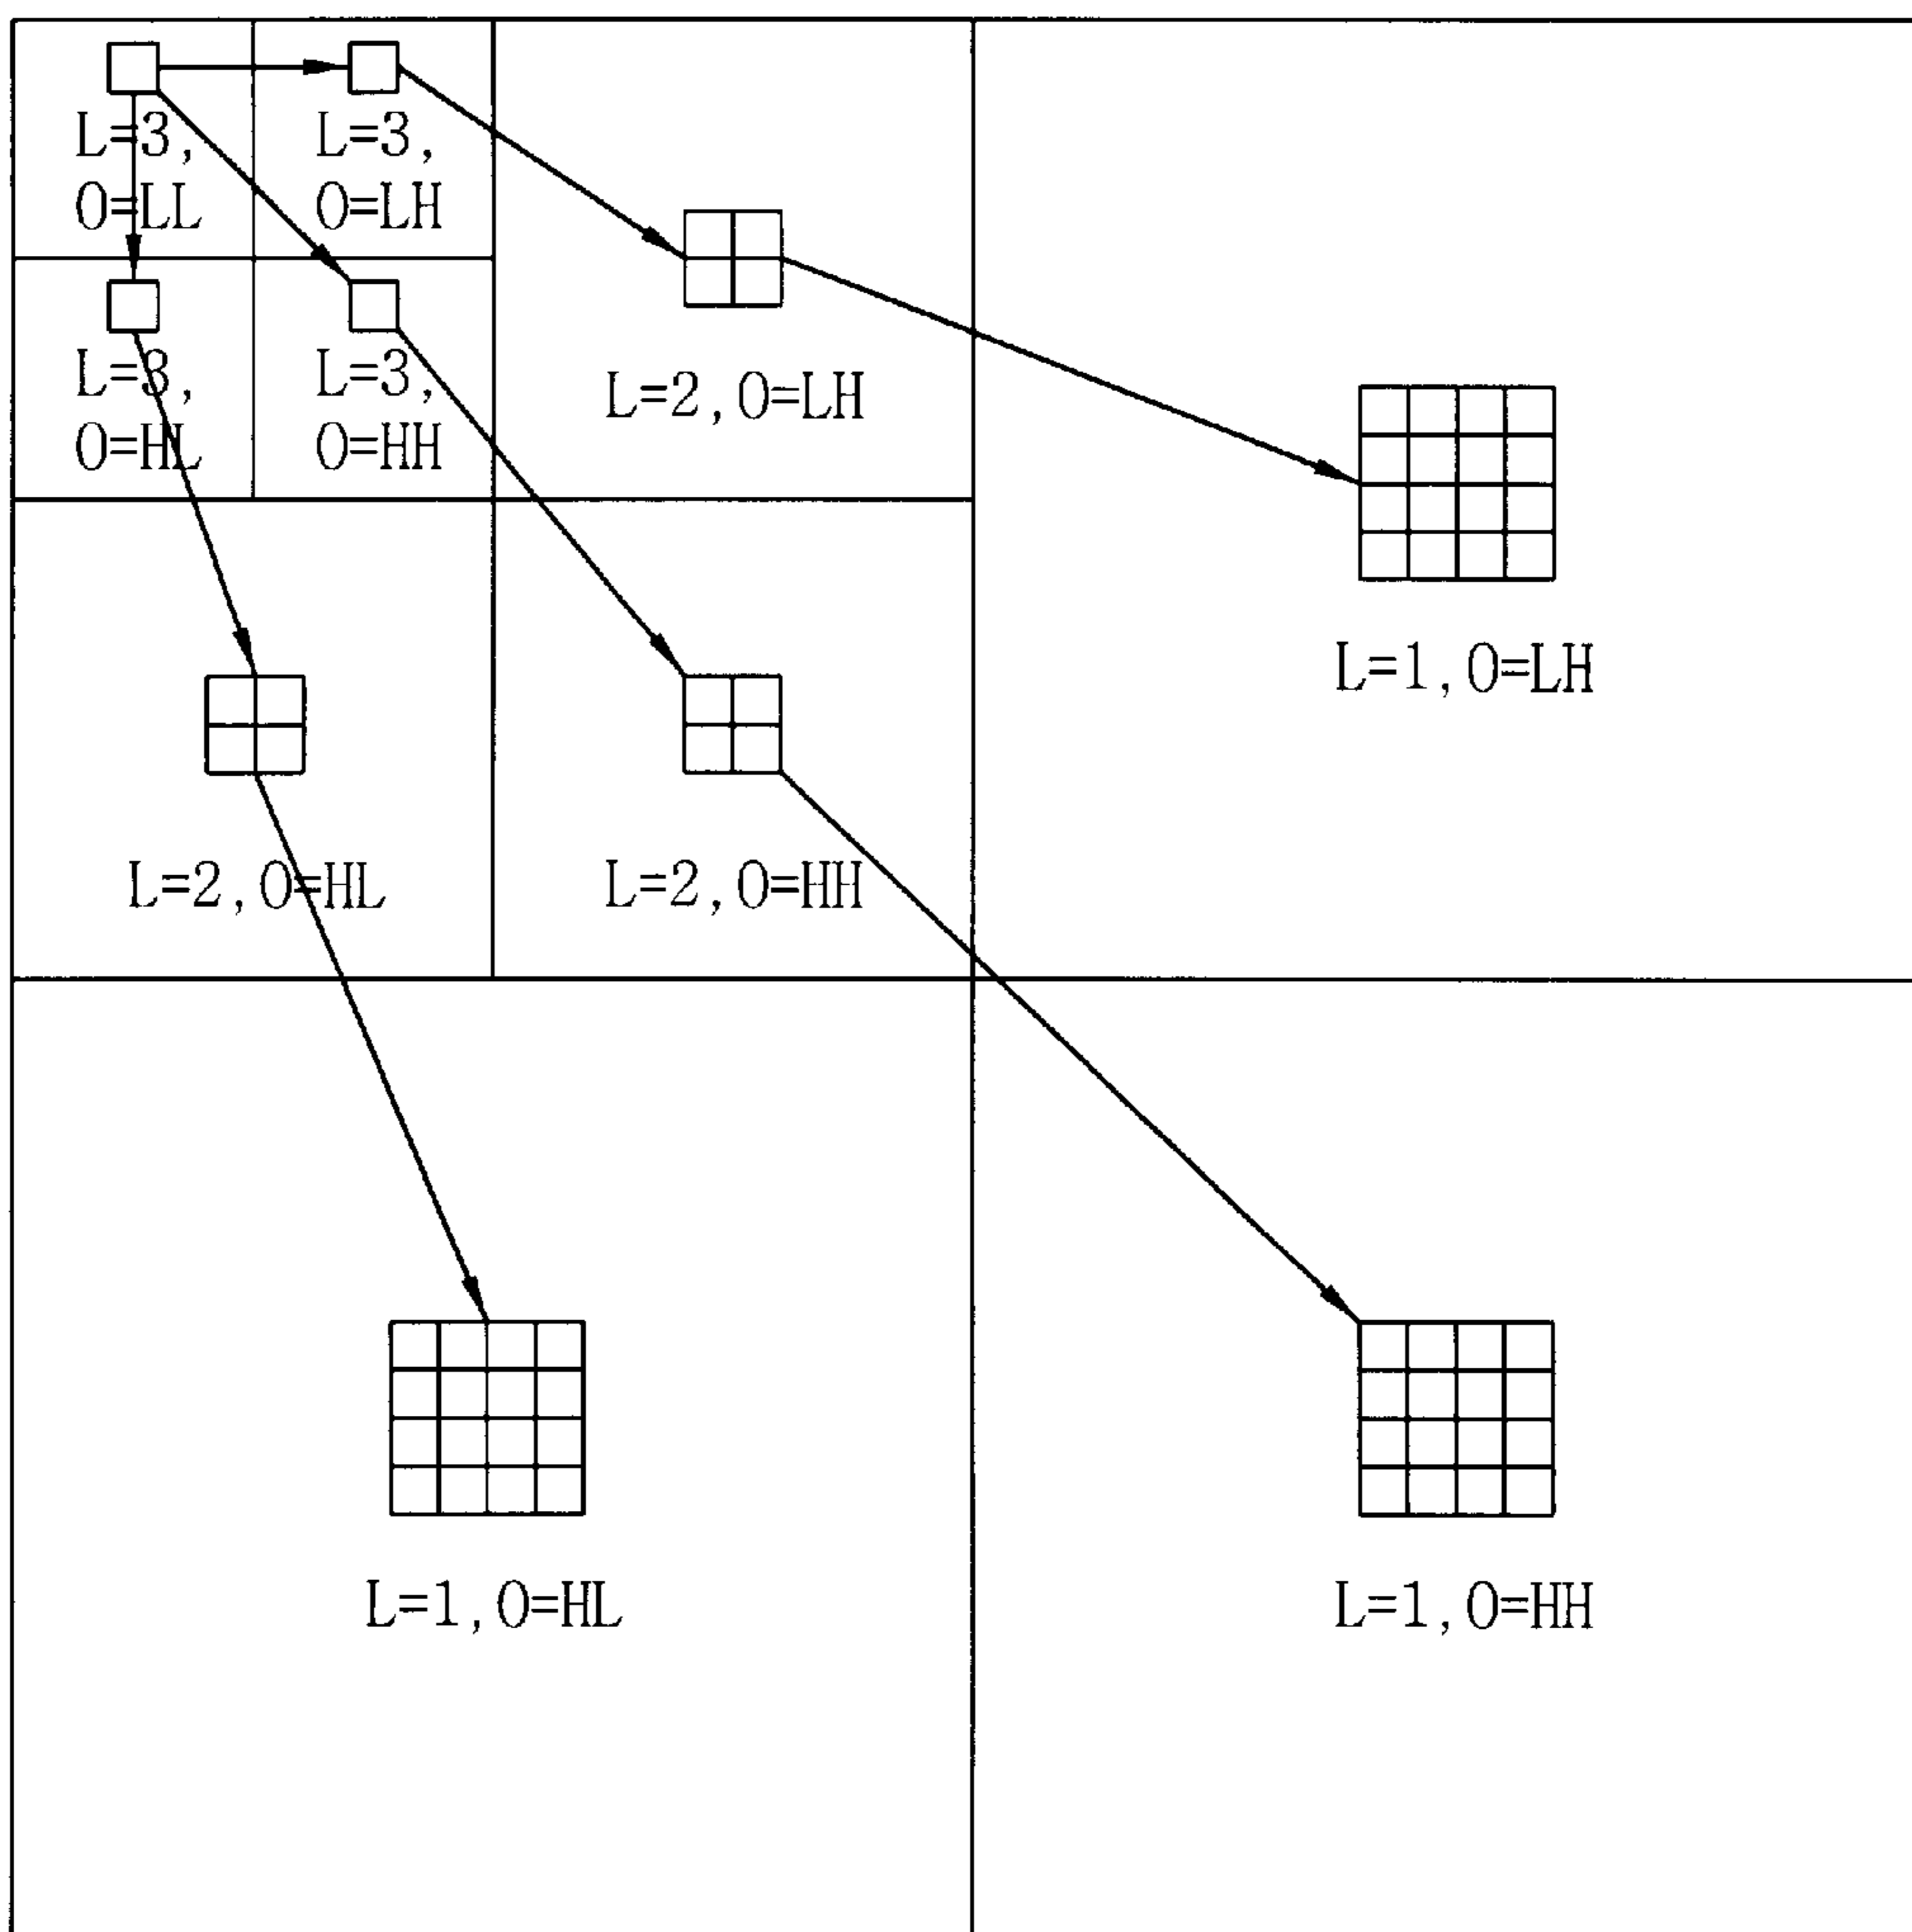 L=3,
O=LL
L=3,
O=LH
L=3,
O=HL
L=3,
O=HH
L=2,O=LH
L=1,O=LH
L=2,O=HL
L=2,O=HH
L=1,O=HL
L=1,O=HH